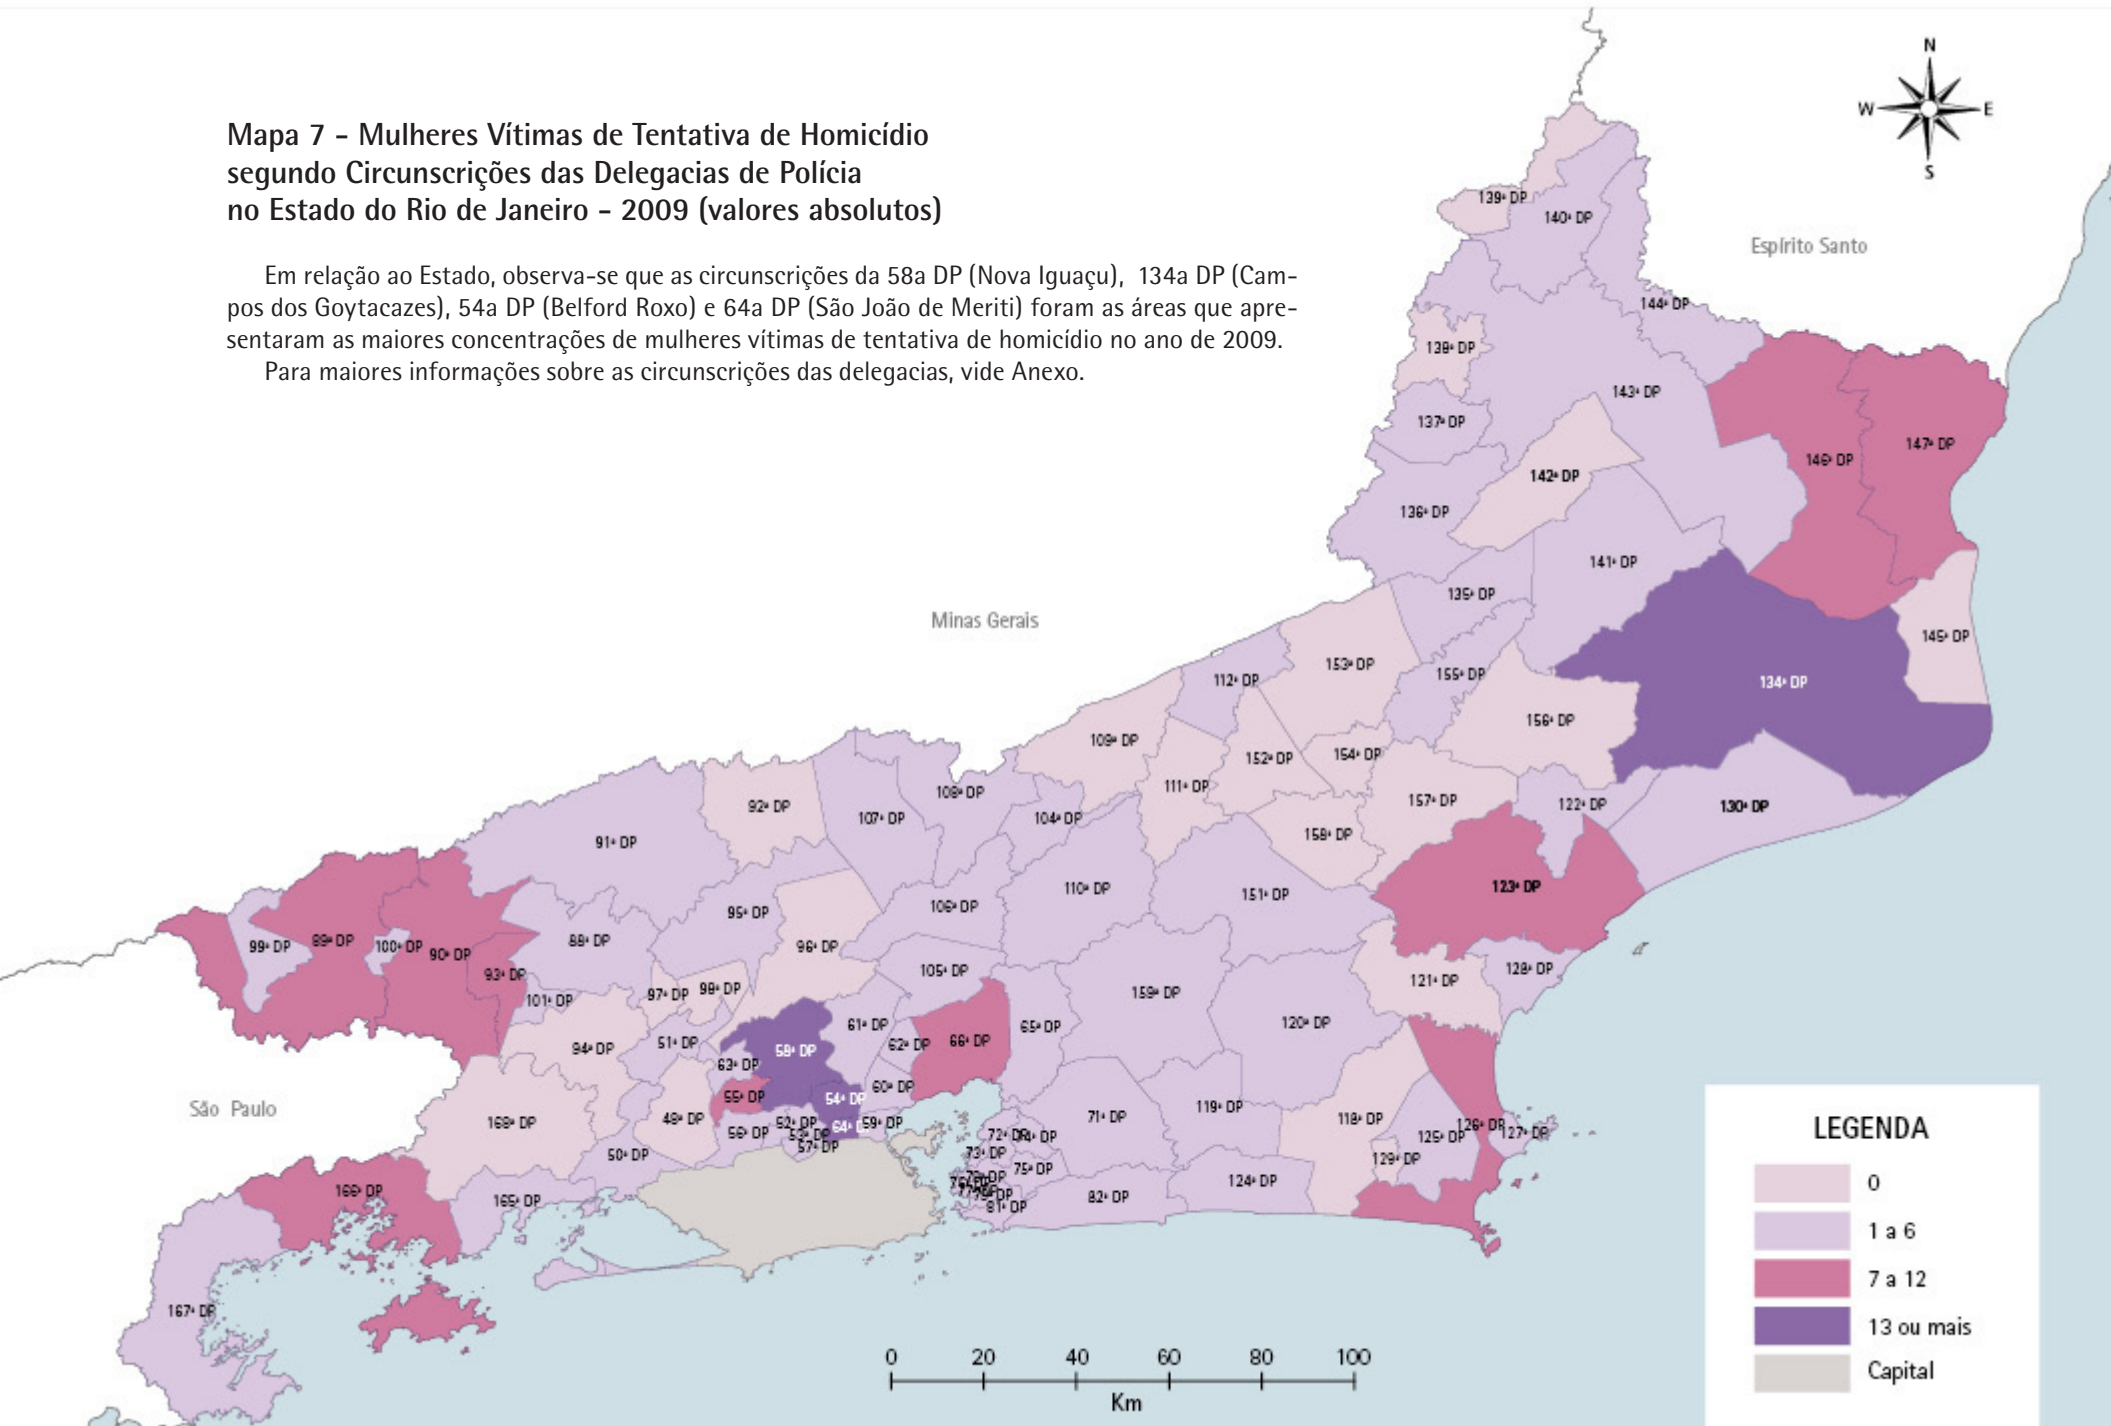 Mapa 7 - Mulheres Vítimas de Tentativa de Homicídio
segundo Circunscrições das Delegacias de Polícia
no Estado do Rio de Janeiro - 2009 (valores absolutos)
Em relação ao Estado, observa-se que as circunscrições da 58a DP (Nova Iguaçu), 134a DP (Cam-
pos dos Goytacazes), 54a DP (Belford Roxo) e 64a DP (São João de Meriti) foram as áreas que apre-
sentaram as maiores concentrações de mulheres vítimas de tentativa de homicídio no ano de 2009.
Para maiores informações sobre as circunscrições das delegacias, vide Anexo.
N
W E
S
Espírito Santo
Minas Gerais
São Paulo
139ª DP
140ª DP
144ª DP
138ª DP
143ª DP
137ª DP
147ª DP
146ª DP
142ª DP
136ª DP
141ª DP
135ª DP
145ª DP
153ª DP
155ª DP
112ª DP
134ª DP
156ª DP
109ª DP
154ª DP
152ª DP
111ª DP
108ª DP
157ª DP
122ª DP
130ª DP
92ª DP
107ª DP
104ª DP
158ª DP
91ª DP
110ª DP
123ª DP
151ª DP
106ª DP
95ª DP
88ª DP
89ª DP
99ª DP
100ª DP
90ª DP
96ª DP
93ª DP
105ª DP
128ª DP
121ª DP
97ª DP
98ª DP
159ª DP
101ª DP
61ª DP
65ª DP
120ª DP
62ª DP
66ª DP
51ª DP
94ª DP
58ª DP
63ª DP
60ª DP
55ª DP
54ª DP
119ª DP
71ª DP
118ª DP
48ª DP
168ª DP
52ª DP
59ª DP
64ª
56ª DP
57ª DP
126ª DP
127ª DP
125ª DP
72ª
DP
73ª DP
50ª DP
129ª DP
75ª DP
124ª DP
166ª DP
165ª DP
82ª DP
81ª DP
167ª DP
LEGENDA
0
1 a 6
7 a 12
13 ou mais
Capital
0 20 40 60 80 100
Km